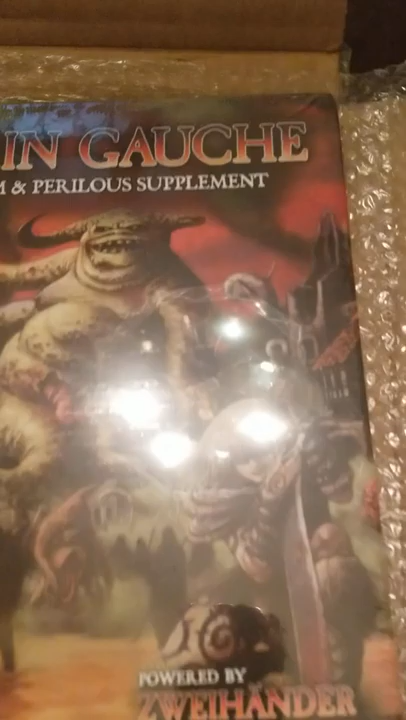 IN GAUCHE
& PERILOUS SUPPLEMENT
POWERED BY
ZWEIHÄNDER